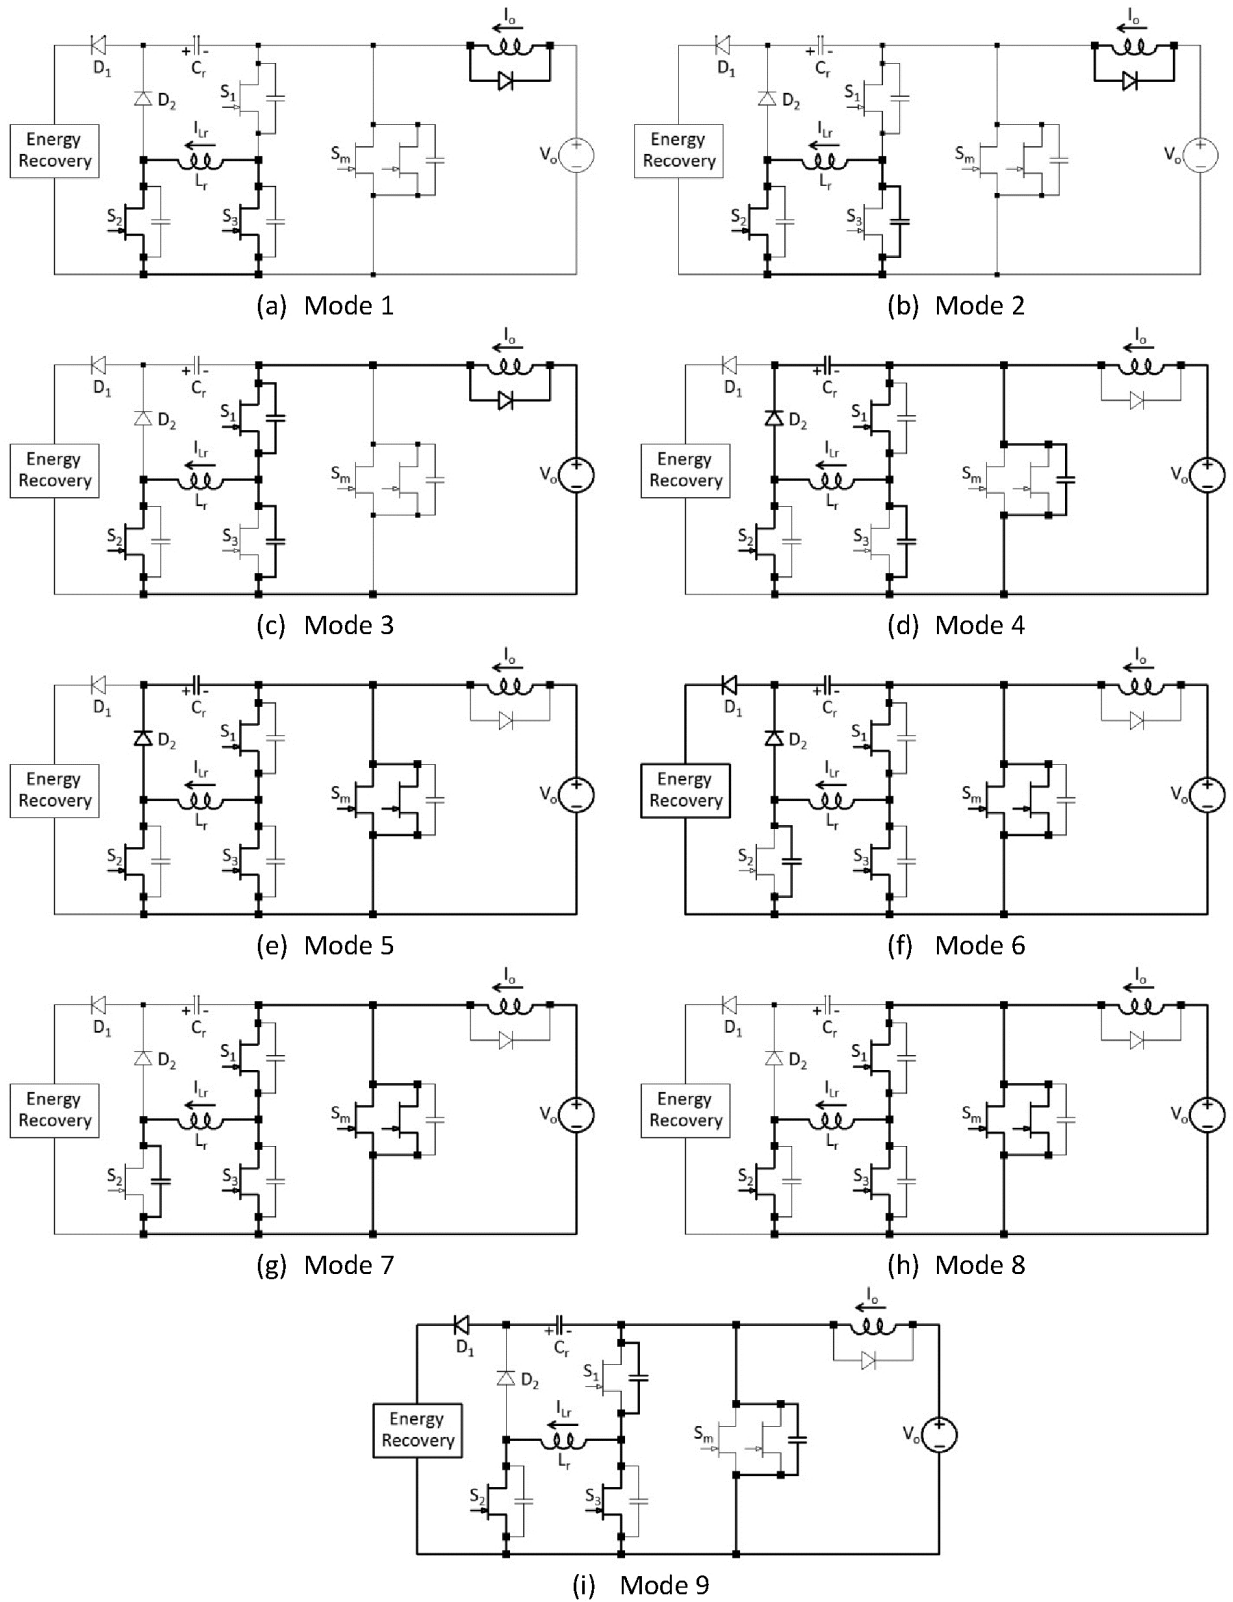 Io
D1
+ -
Cr
S1
D2
Energy
Recovery
ILr
Lr
Sm
Vo
+
−
S2
S3
(a) Mode 1
Io
D1
+ -
Cr
S1
D2
Energy
Recovery
ILr
Lr
Sm
Vo
+
−
S2
S3
(b) Mode 2
Io
D1
+ -
Cr
S1
D2
Energy
Recovery
ILr
Lr
Sm
Vo
+
−
S2
S3
(c) Mode 3
Io
D1
+ -
Cr
S1
D2
Energy
Recovery
ILr
Lr
Sm
Vo
+
−
S2
S3
(d) Mode 4
Io
D1
+ -
Cr
S1
D2
Energy
Recovery
ILr
Lr
Sm
Vo
+
−
S2
S3
(e) Mode 5
Io
D1
+ -
Cr
S1
D2
Energy
Recovery
ILr
Lr
Sm
Vo
+
−
S2
S3
(f) Mode 6
Io
D1
+ -
Cr
S1
D2
Energy
Recovery
ILr
Lr
Sm
Vo
+
−
S2
S3
(g) Mode 7
Io
D1
+ -
Cr
S1
D2
Energy
Recovery
ILr
Lr
Sm
Vo
+
−
S2
S3
(h) Mode 8
Io
D1
+ -
Cr
S1
D2
Energy
Recovery
ILr
Lr
Sm
Vo
+
−
S2
S3
(i) Mode 9